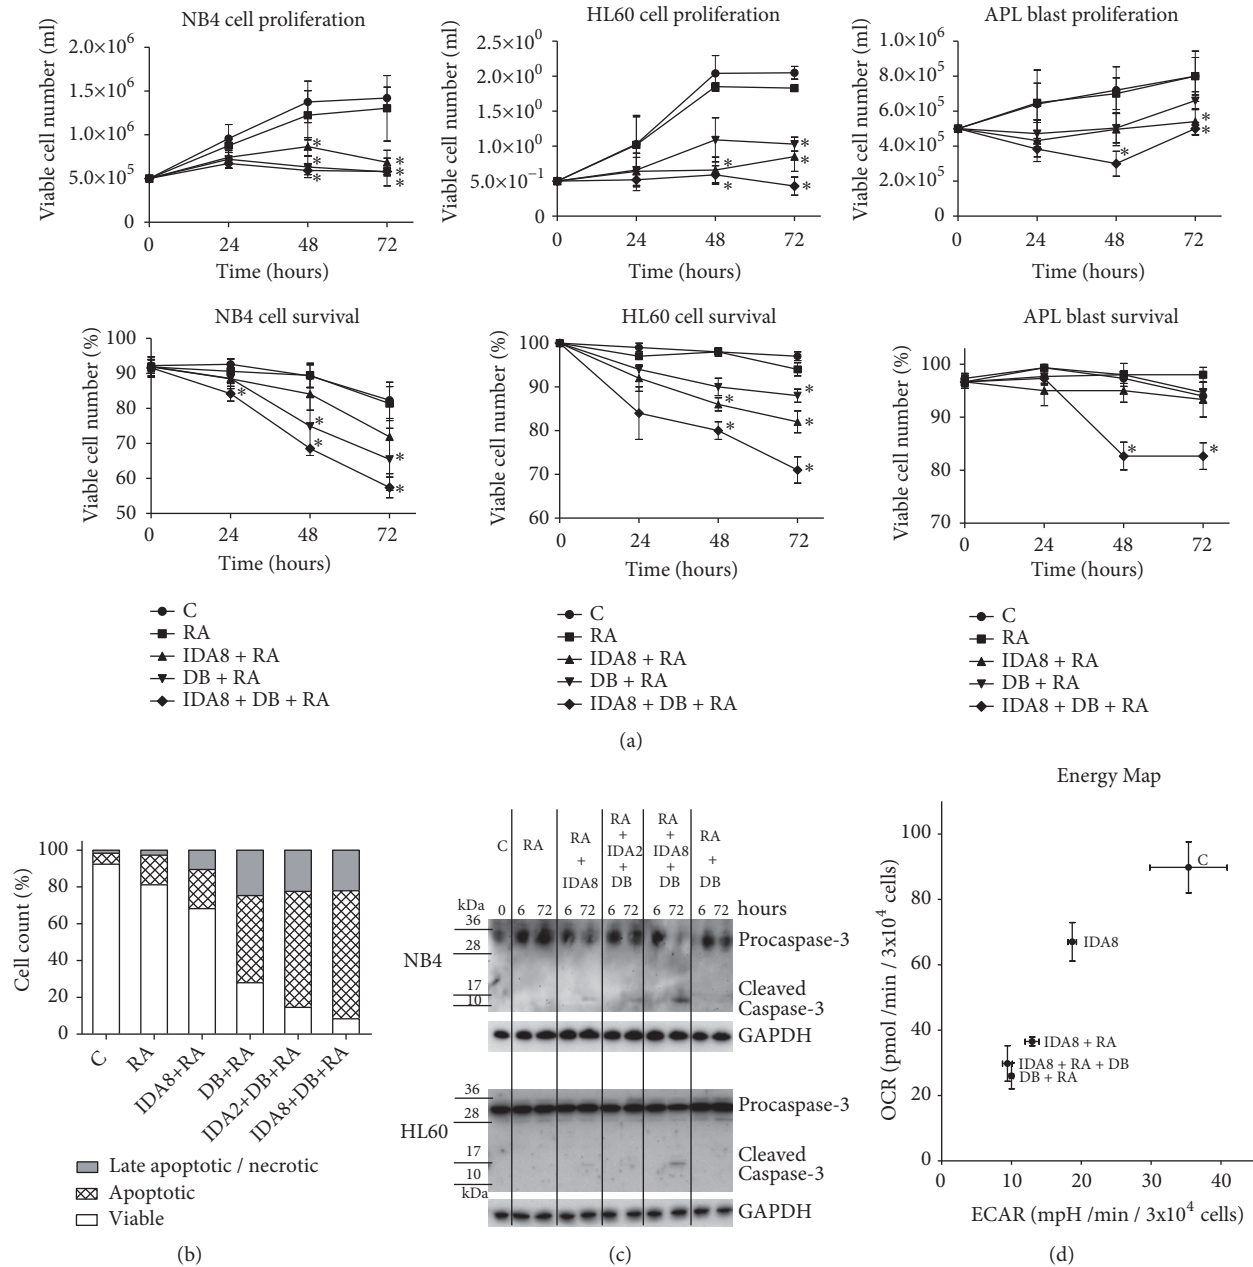 NB4 cell proliferation
Viable cell number (ml)
2.0×10⁶
1.5×10⁶
1.0×10⁶
5.0×10⁵
0
0 24 48 72
Time (hours)
* * * * * *
HL60 cell proliferation
Viable cell number (ml)
2.5×10⁰
2.0×10⁰
1.5×10⁰
1.0×10⁰
5.0×10⁻¹
0
0 24 48 72
Time (hours)
* * * * *
APL blast proliferation
Viable cell number (ml)
1.0×10⁶
8.0×10⁵
6.0×10⁵
4.0×10⁵
2.0×10⁵
0
0 24 48 72
Time (hours)
* * *
NB4 cell survival
Viable cell number (%)
100
90
80
70
60
50
0 24 48 72
Time (hours)
* * * * *
HL60 cell survival
Viable cell number (%)
100
90
80
70
60
0 24 48 72
Time (hours)
* * * * *
APL blast survival
Viable cell number (%)
100
90
80
70
0 24 48 72
Time (hours)
* *
C
RA
IDA8 + RA
DB + RA
IDA8 + DB + RA
C
RA
IDA8 + RA
DB + RA
IDA8 + DB + RA
C
RA
IDA8 + RA
DB + RA
IDA8 + DB + RA
(a)
Cell count (%)
100
80
60
40
20
0
C RA IDA8+RA DB+RA IDA2+DB+RA IDA8+DB+RA
Late apoptotic / necrotic
Apoptotic
Viable
(b)
C
RA
RA + IDA8
RA + IDA2 + DB
RA + IDA8 + DB
RA + DB
kDa 0 6 72 6 72 6 72 6 72 6 72 hours
NB4
36
28
17
10
Procaspase-3
Cleaved
Caspase-3
GAPDH
HL60
36
28
17
10
kDa
Procaspase-3
Cleaved
Caspase-3
GAPDH
(c)
Energy Map
OCR (pmol /min / 3x10⁴ cells)
100
80
60
40
20
0
C
IDA8
IDA8 + RA
IDA8 + RA + DB
DB + RA
0 10 20 30 40
ECAR (mpH /min / 3x10⁴ cells)
(d)